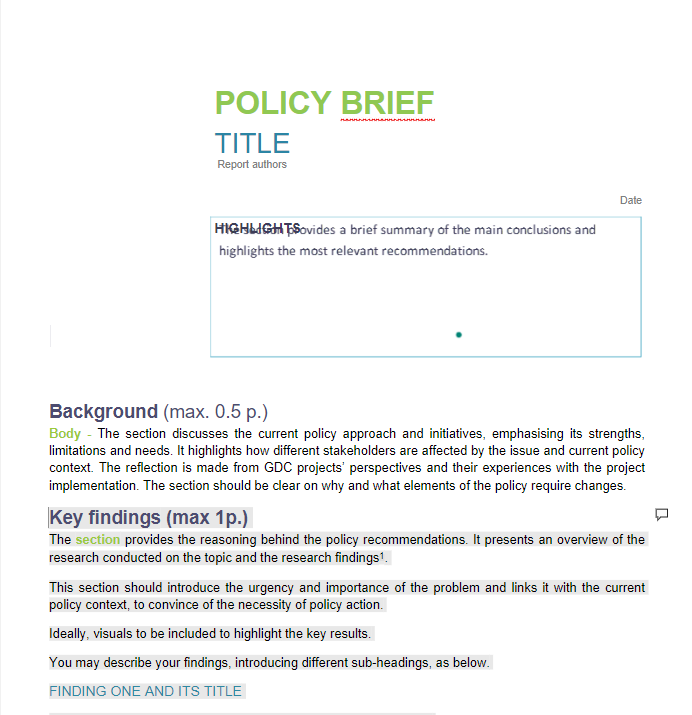 POLICY BRIEF
TITLE
Report authors
Date
HIGHLIGHTS
The section provides a brief summary of the main conclusions and
highlights the most relevant recommendations.
Background (max. 0.5 p.)
Body - The section discusses the current policy approach and initiatives, emphasising its strengths,
limitations and needs. It highlights how different stakeholders are affected by the issue and current policy
context. The reflection is made from GDC projects’ perspectives and their experiences with the project
implementation. The section should be clear on why and what elements of the policy require changes.
Key findings (max 1p.)
The section provides the reasoning behind the policy recommendations. It presents an overview of the
research conducted on the topic and the research findings¹.
This section should introduce the urgency and importance of the problem and links it with the current
policy context, to convince of the necessity of policy action.
Ideally, visuals to be included to highlight the key results.
You may describe your findings, introducing different sub-headings, as below.
FINDING ONE AND ITS TITLE